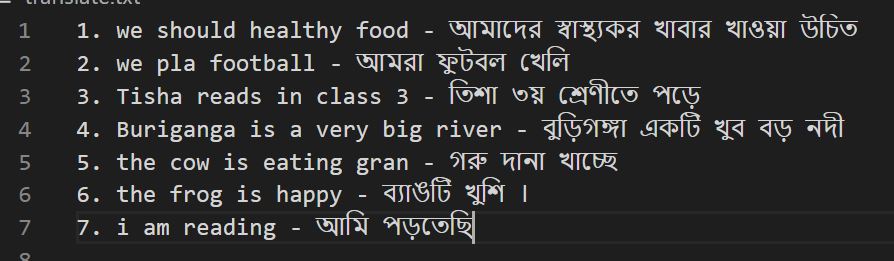 translate.txt
1 1. we should healthy food - আমাদের স্বাস্থ্যকর খাবার খাওয়া উচিত
2 2. we pla football - আমরা ফুটবল খেলি
3 3. Tisha reads in class 3 - তিশা ৩য় শ্রেণীতে পড়ে
4 4. Buriganga is a very big river - বুড়িগঙ্গা একটি খুব বড় নদী
5 5. the cow is eating gran - গরু দানা খাচ্ছে
6 6. the frog is happy - ব্যাঙটি খুশি ।
7 7. i am reading - আমি পড়তেছি
8